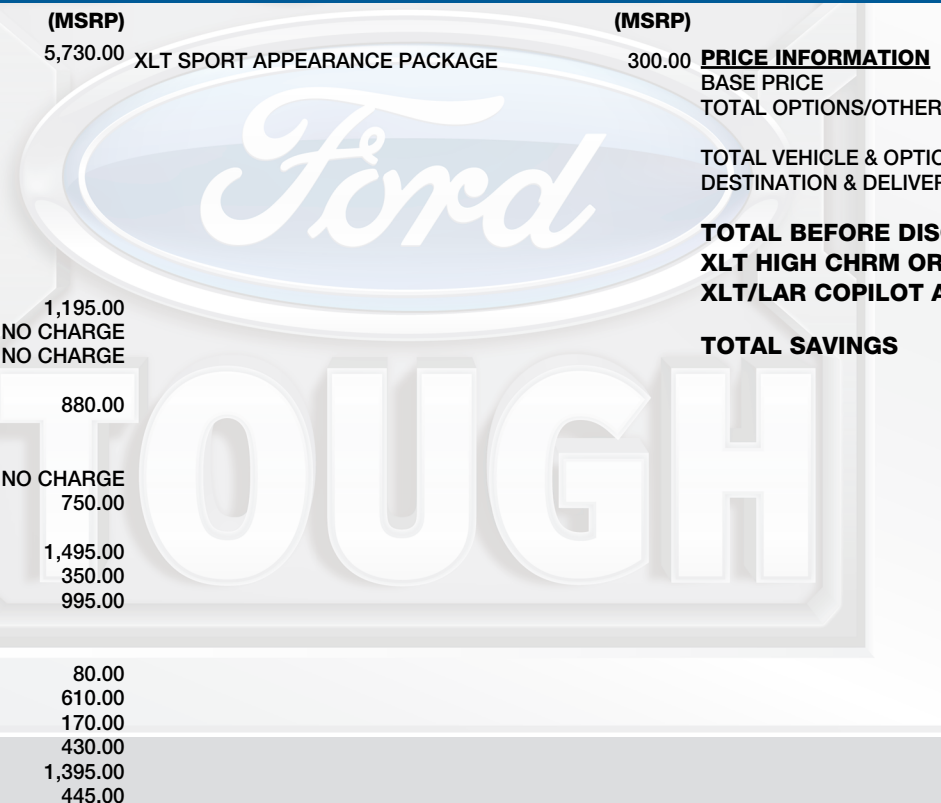 (MSRP)
5,730.00
1,195.00
NO CHARGE
NO CHARGE
880.00
NO CHARGE
750.00
1,495.00
350.00
995.00
80.00
610.00
170.00
430.00
1,395.00
445.00
(MSRP)
XLT SPORT APPEARANCE PACKAGE 300.00
PRICE INFORMATION
BASE PRICE
TOTAL OPTIONS/OTHER
TOTAL VEHICLE & OPTIO
DESTINATION & DELIVER
TOTAL BEFORE DIS
XLT HIGH CHRM OR
XLT/LAR COPILOT A
TOTAL SAVINGS
Ford
TOUGH